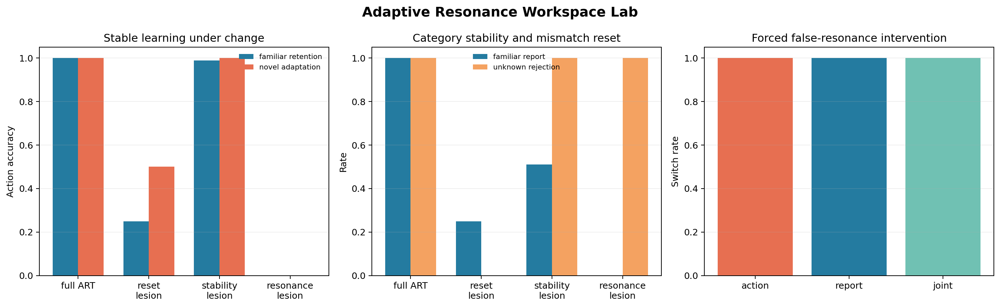 Adaptive Resonance Workspace Lab
Stable learning under change
Action accuracy
1.0
0.8
0.6
0.4
0.2
0.0
familiar retention
novel adaptation
full ART
reset
lesion
stability
lesion
resonance
lesion
Category stability and mismatch reset
Rate
1.0
0.8
0.6
0.4
0.2
0.0
familiar report
unknown rejection
full ART
reset
lesion
stability
lesion
resonance
lesion
Forced false-resonance intervention
Switch rate
1.0
0.8
0.6
0.4
0.2
0.0
action
report
joint